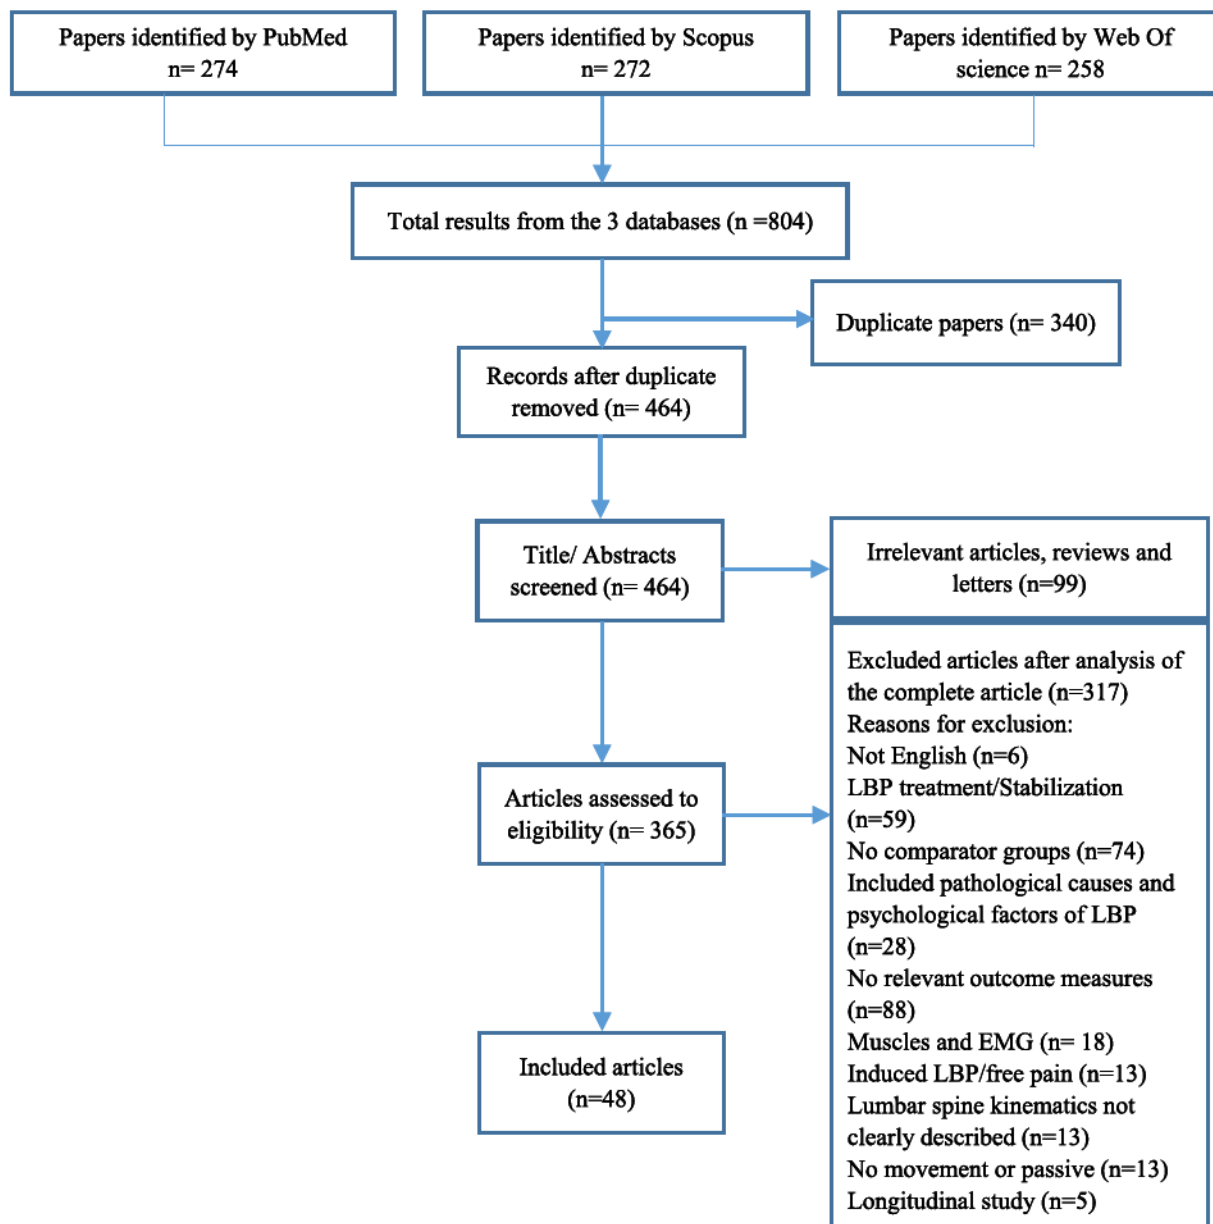 Papers identified by PubMed
n= 274
Papers identified by Scopus
n= 272
Papers identified by Web Of
science n= 258
Total results from the 3 databases (n =804)
Duplicate papers (n= 340)
Records after duplicate
removed (n= 464)
Title/ Abstracts
screened (n= 464)
Irrelevant articles, reviews and
letters (n=99)
Articles assessed to
eligibility (n= 365)
Excluded articles after analysis of
the complete article (n=317)
Reasons for exclusion:
Not English (n=6)
LBP treatment/Stabilization
(n=59)
No comparator groups (n=74)
Included pathological causes and
psychological factors of LBP
(n=28)
No relevant outcome measures
(n=88)
Muscles and EMG (n= 18)
Induced LBP/free pain (n=13)
Lumbar spine kinematics not
clearly described (n=13)
No movement or passive (n=13)
Longitudinal study (n=5)
Included articles
(n=48)